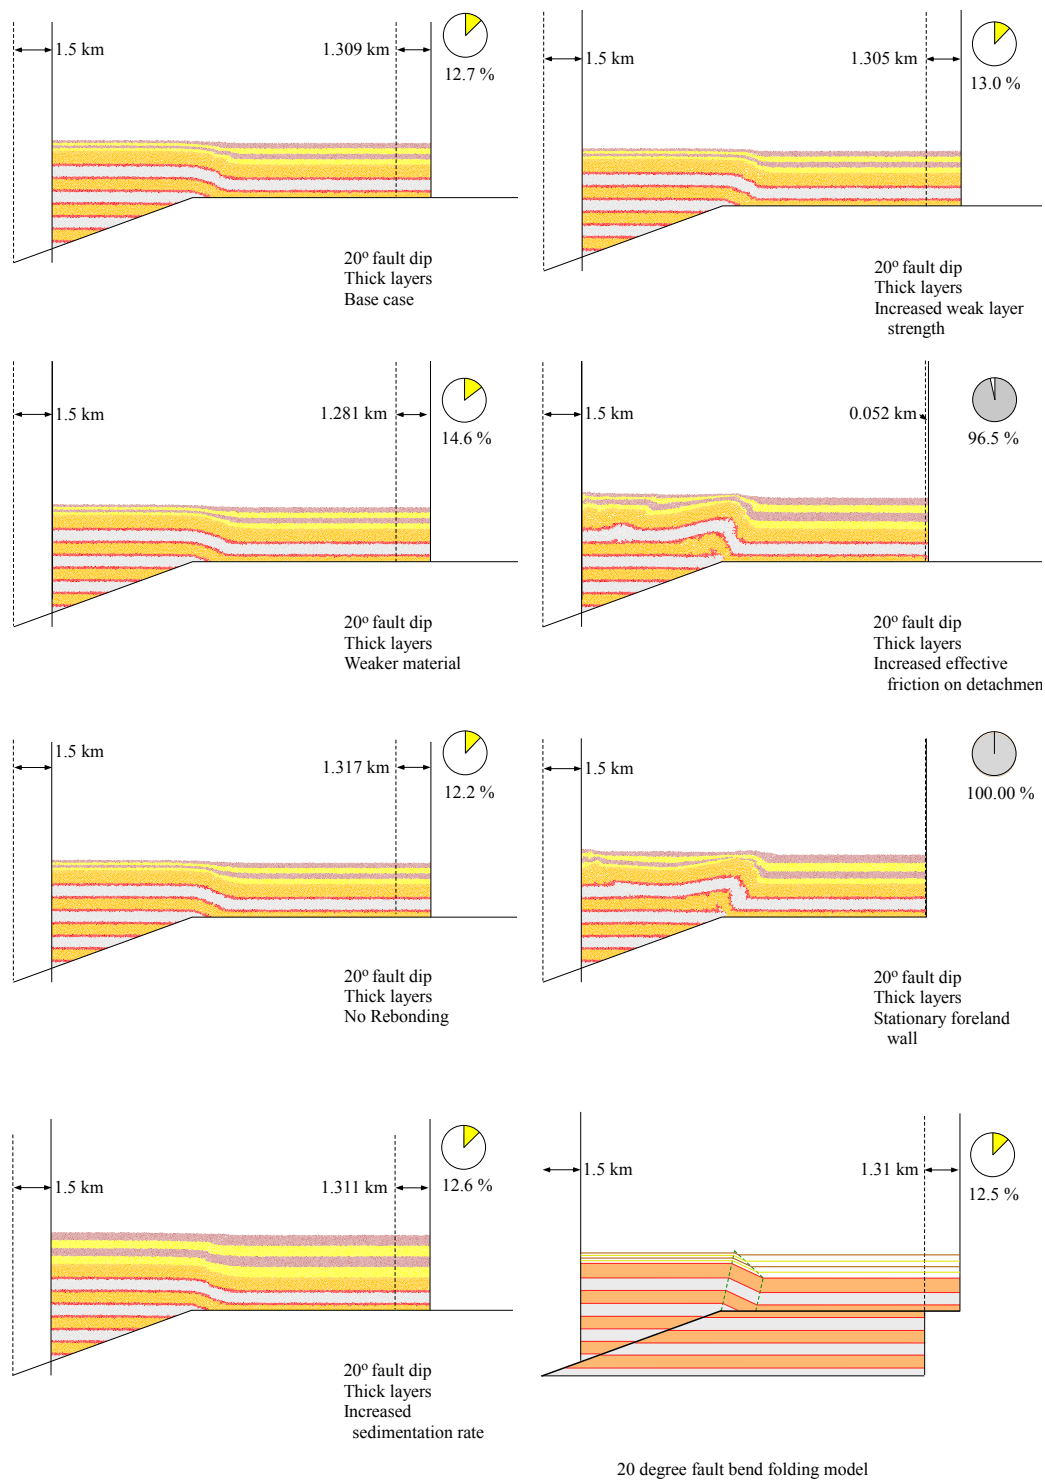 1.5 km
1.309 km
12.7 %
20º fault dip
Thick layers
Base case
1.5 km
1.305 km
13.0 %
20º fault dip
Thick layers
Increased weak layer
strength
1.5 km
1.281 km
14.6 %
20º fault dip
Thick layers
Weaker material
1.5 km
0.052 km
96.5 %
20º fault dip
Thick layers
Increased effective
friction on detachmen
1.5 km
1.317 km
12.2 %
20º fault dip
Thick layers
No Rebonding
1.5 km
100.00 %
20º fault dip
Thick layers
Stationary foreland
wall
1.5 km
1.311 km
12.6 %
20º fault dip
Thick layers
Increased
sedimentation rate
1.5 km
1.31 km
12.5 %
20 degree fault bend folding model